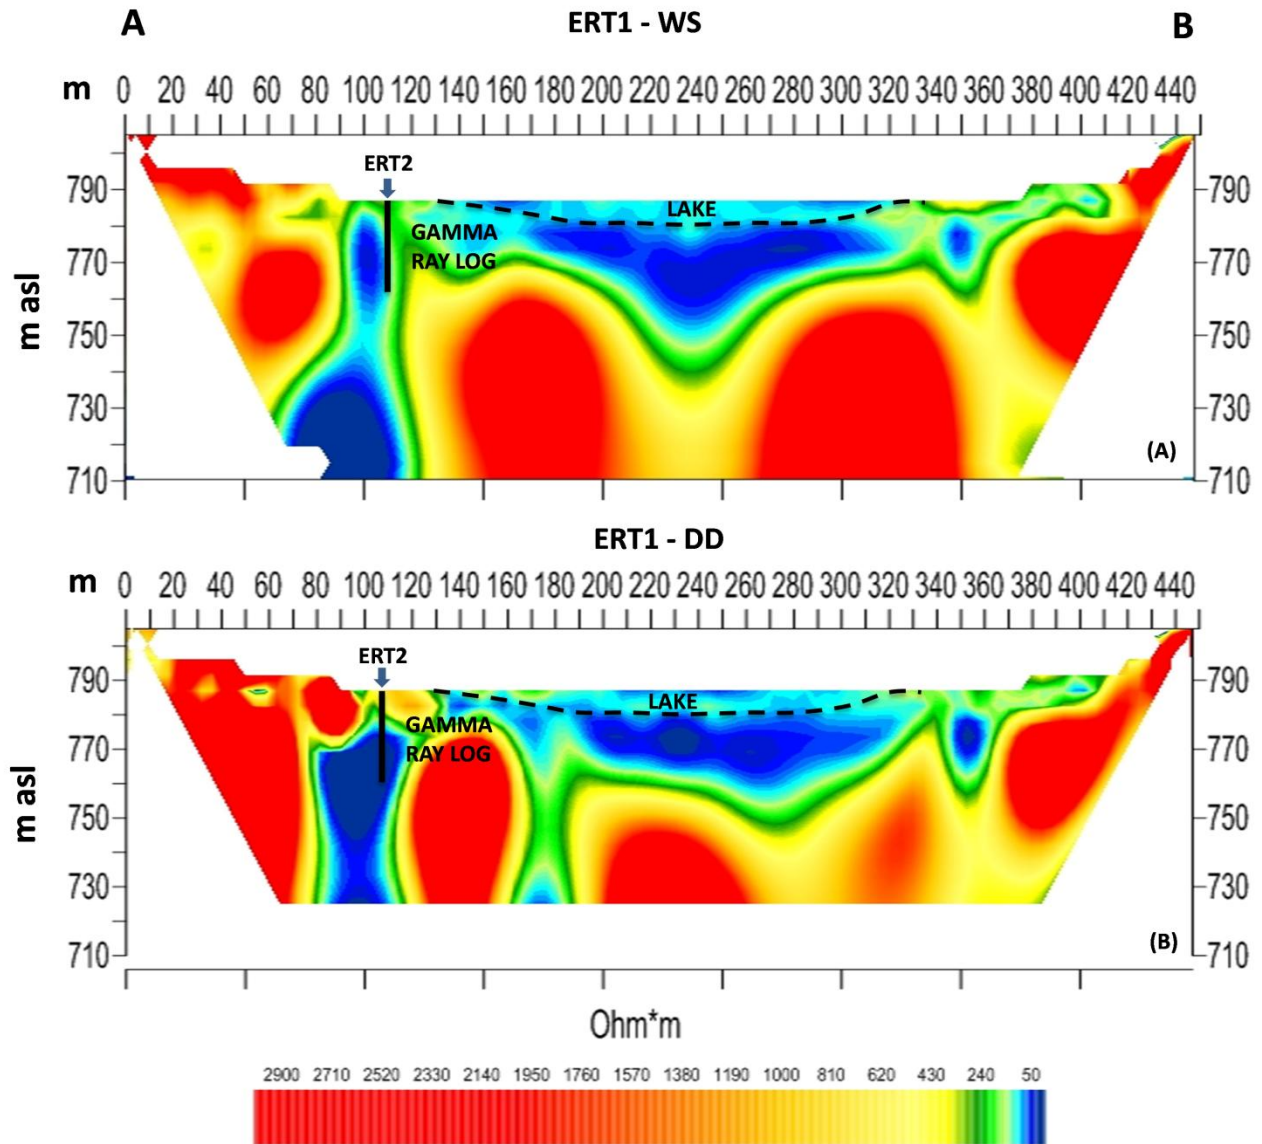 A ERT1 - WS B
m 0 20 40 60 80 100 120 140 160 180 200 220 240 260 280 300 320 340 360 380 400 420 440
ERT2
790 790
LAKE
GAMMA
RAY LOG
770 770
m asl
750 750
730 730
(A)
710 710
ERT1 - DD
m 0 20 40 60 80 100 120 140 160 180 200 220 240 260 280 300 320 340 360 380 400 420 440
ERT2
790 790
LAKE
GAMMA
RAY LOG
770 770
m asl
750 750
730 730
(B)
710 710
Ohm*m
2900 2710 2520 2330 2140 1950 1760 1570 1380 1190 1000 810 620 430 240 50